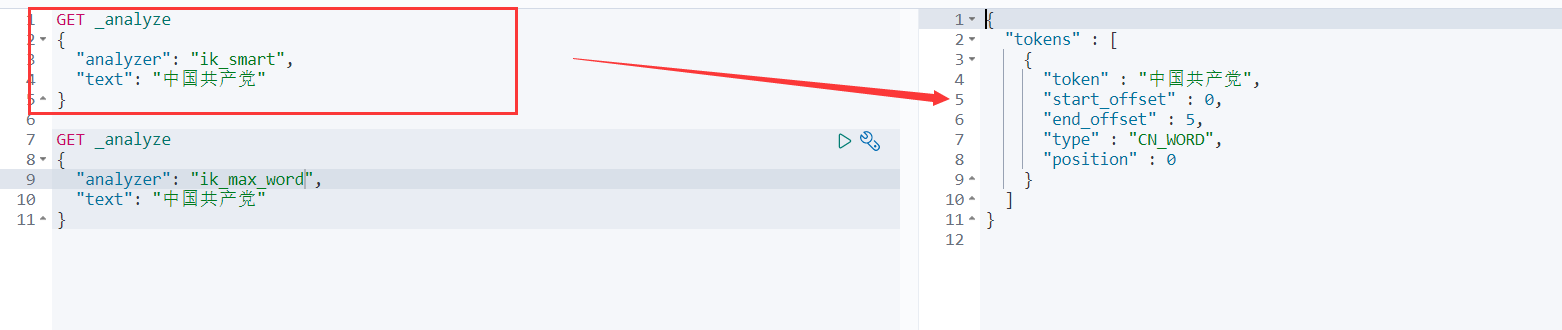 1 GET _analyze
2 {
3 "analyzer": "ik_smart",
4 "text": "中国共产党"
5 }
6
7 GET _analyze
8 {
9 "analyzer": "ik_max_word",
10 "text": "中国共产党"
11 }
1 {
2 "tokens" : [
3 {
4 "token" : "中国共产党",
5 "start_offset" : 0,
6 "end_offset" : 5,
7 "type" : "CN_WORD",
8 "position" : 0
9 }
10 ]
11 }
12